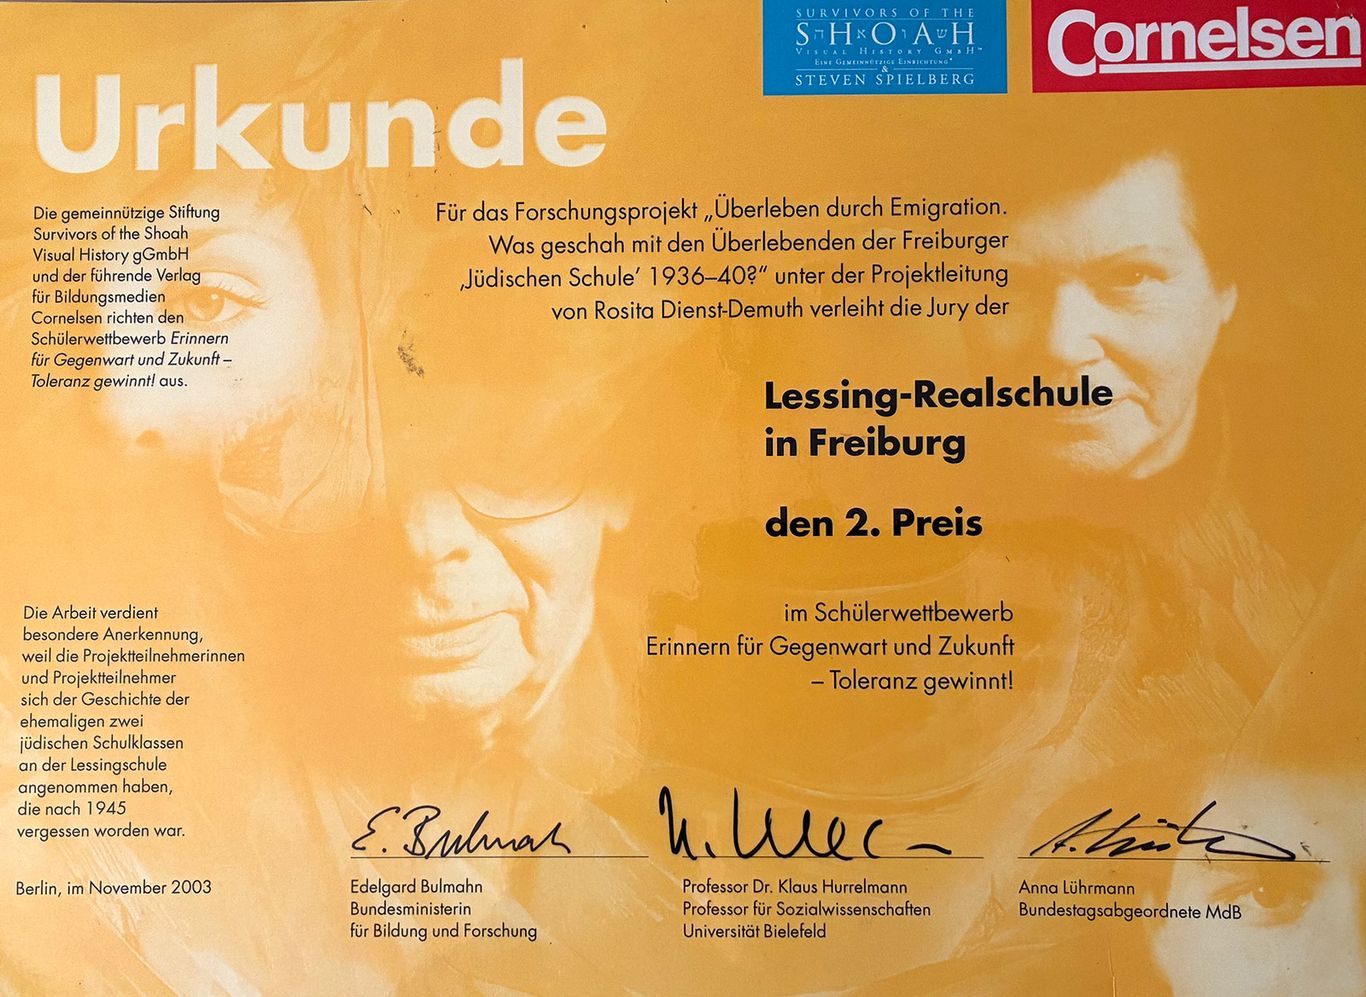 SURVIVORS OF THE
SHOAH
VISUAL HISTORY GMBH™
EINE GEMEINNÜTZIGE EINRICHTUNG
&
STEVEN SPIELBERG
Cornelsen
Urkunde
Die gemeinnützige Stiftung
Survivors of the Shoah
Visual History gGmbH
und der führende Verlag
für Bildungsmedien
Cornelsen richten den
Schülerwettbewerb Erinnern
für Gegenwart und Zukunft –
Toleranz gewinnt! aus.
Für das Forschungsprojekt „Überleben durch Emigration.
Was geschah mit den Überlebenden der Freiburger
‚Jüdischen Schule’ 1936–40?“ unter der Projektleitung
von Rosita Dienst-Demuth verleiht die Jury der
Lessing-Realschule
in Freiburg
den 2. Preis
im Schülerwettbewerb
Erinnern für Gegenwart und Zukunft
– Toleranz gewinnt!
Die Arbeit verdient
besondere Anerkennung,
weil die Projektteilnehmerinnen
und Projektteilnehmer
sich der Geschichte der
ehemaligen zwei
jüdischen Schulklassen
an der Lessingschule
angenommen haben,
die nach 1945
vergessen worden war.
Berlin, im November 2003
E. Bulmahn
Edelgard Bulmahn
Bundesministerin
für Bildung und Forschung
Professor Dr. Klaus Hurrelmann
Professor für Sozialwissenschaften
Universität Bielefeld
Anna Lührmann
Bundestagsabgeordnete MdB